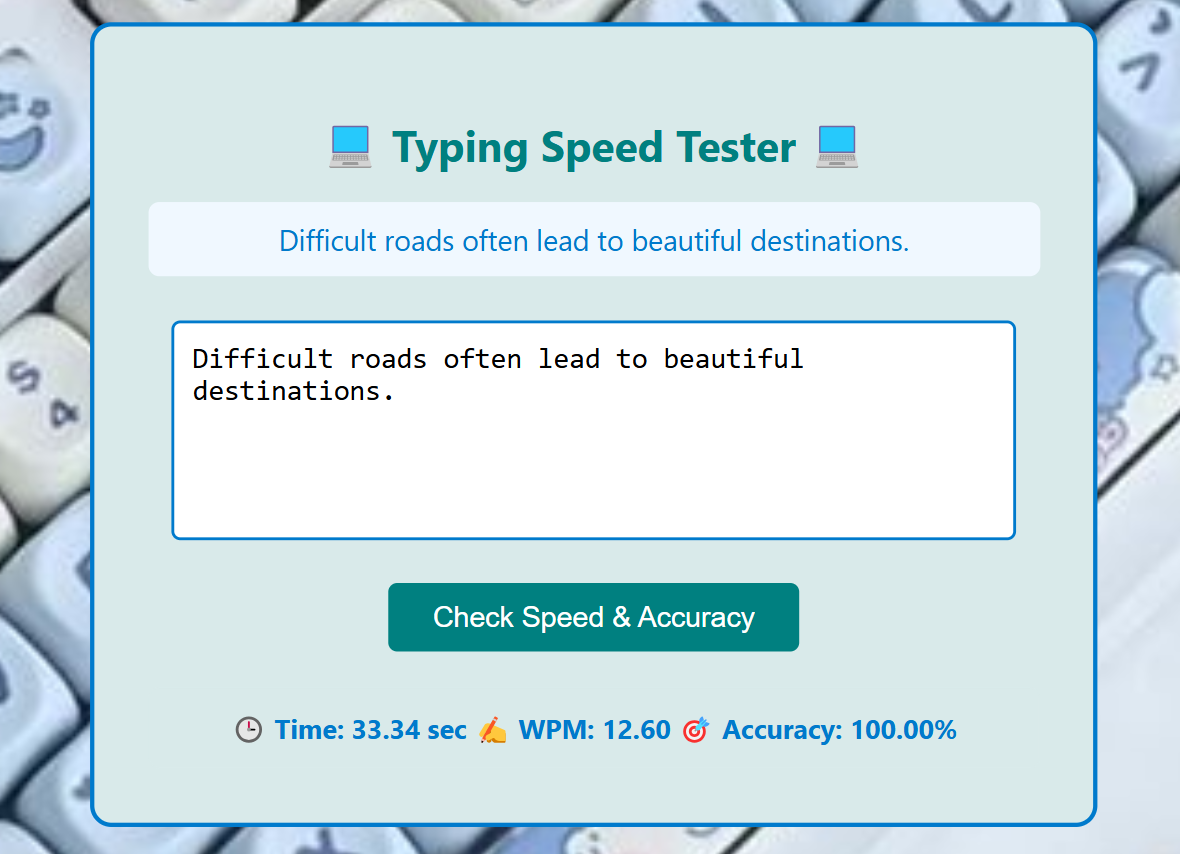 💻 Typing Speed Tester 💻
Difficult roads often lead to beautiful destinations.
Difficult roads often lead to beautiful
destinations.
Check Speed & Accuracy
🕒 Time: 33.34 sec ✍️ WPM: 12.60 🎯 Accuracy: 100.00%
S
4